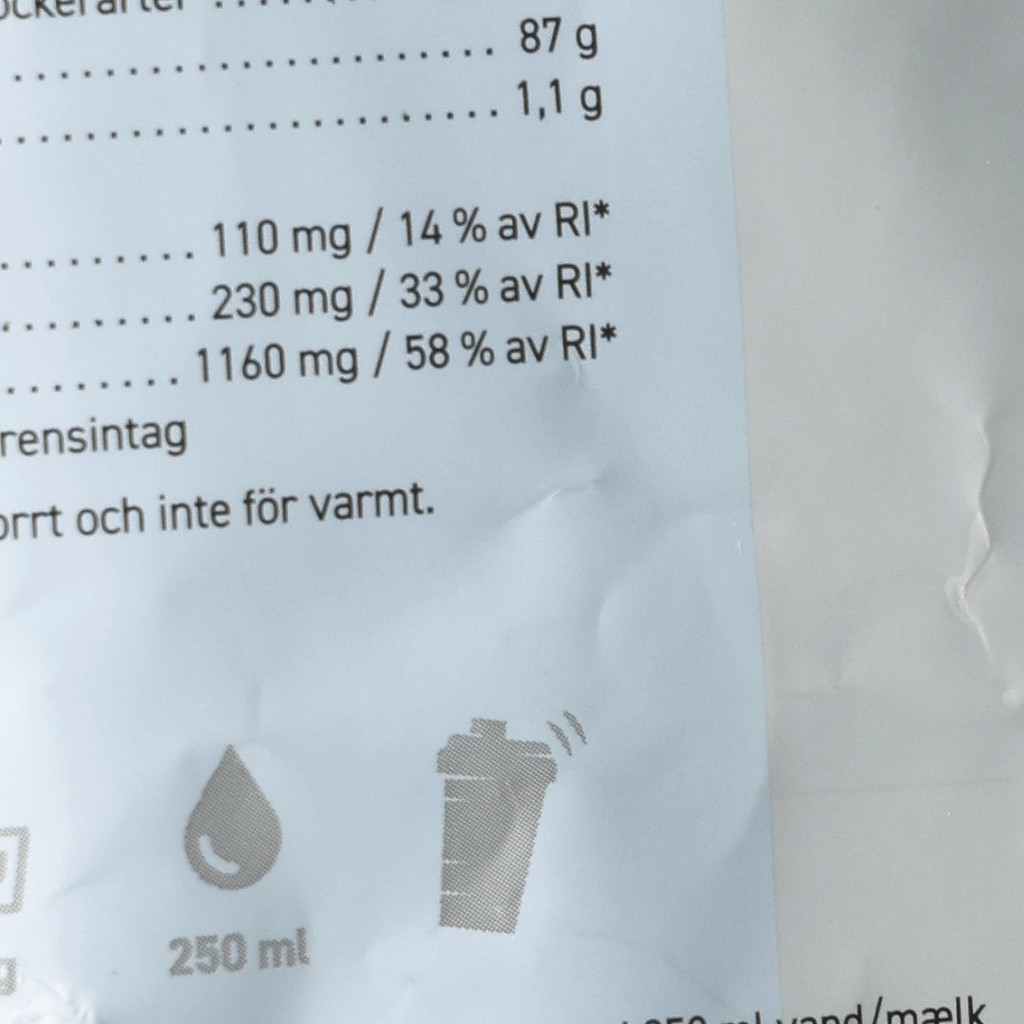 ............ 87 g
............ 1,1 g
......... 110 mg / 14 % av RI*
......... 230 mg / 33 % av RI*
........ 1160 mg / 58 % av RI*
rensintag
orrt och inte för varmt.
g
250 ml
ml vand/mælk